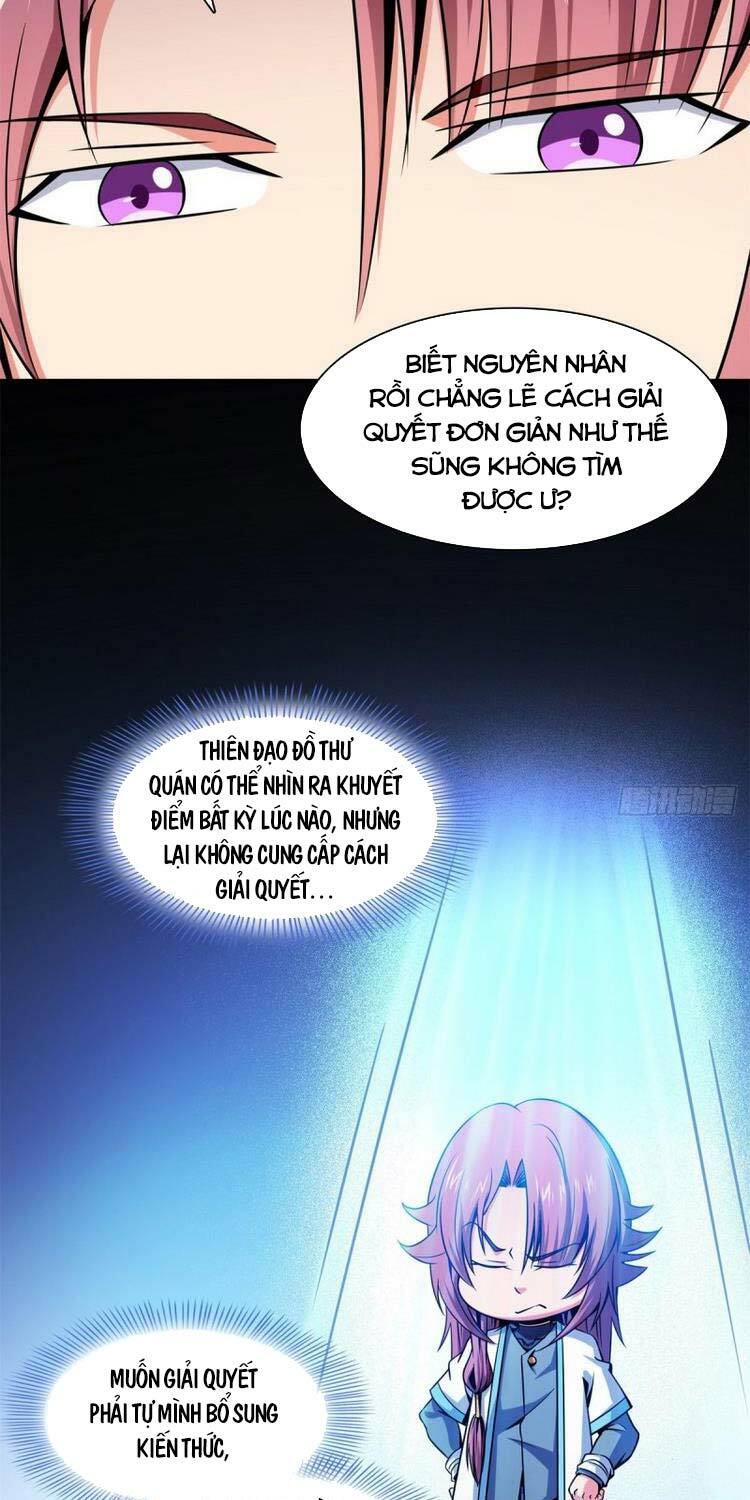 BIẾT NGUYÊN NHÂN
RỒI CHẲNG LẼ CÁCH GIẢI
QUYẾT ĐƠN GIẢN NHƯ THẾ
SŨNG KHÔNG TÌM
ĐƯỢC Ư?
THIÊN ĐẠO ĐỒ THƯ
QUÁN CÓ THỂ NHÌN RA KHUYẾT
ĐIỂM BẤT KỲ LÚC NÀO, NHƯNG
LẠI KHÔNG CUNG CẤP CÁCH
GIẢI QUYẾT...
MUỐN GIẢI QUYẾT
PHẢI TỰ MÌNH BỔ SUNG
KIẾN THỨC,